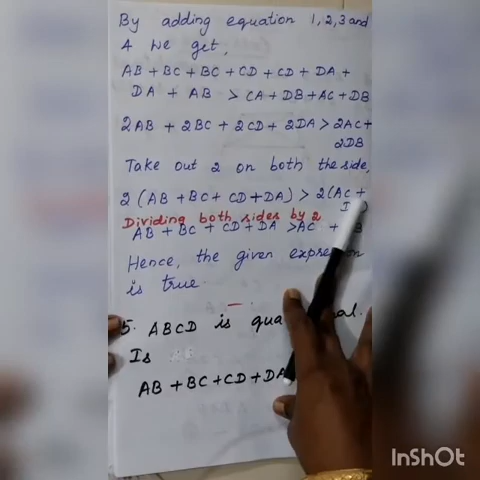 By adding equation 1, 2, 3 and
4 we get,
AB + BC + BC + CD + CD + DA +
DA + AB > CA + DB + AC + DB
2AB + 2BC + 2CD + 2DA > 2AC +
2DB
Take out 2 on both the side,
2 (AB + BC + CD + DA) > 2 (AC +
Dividing both sides by 2
AB + BC + CD + DA > AC +
Hence, the given expression
is true.
5. ABCD is
Is AB
AB + BC + CD + DA
InShOt